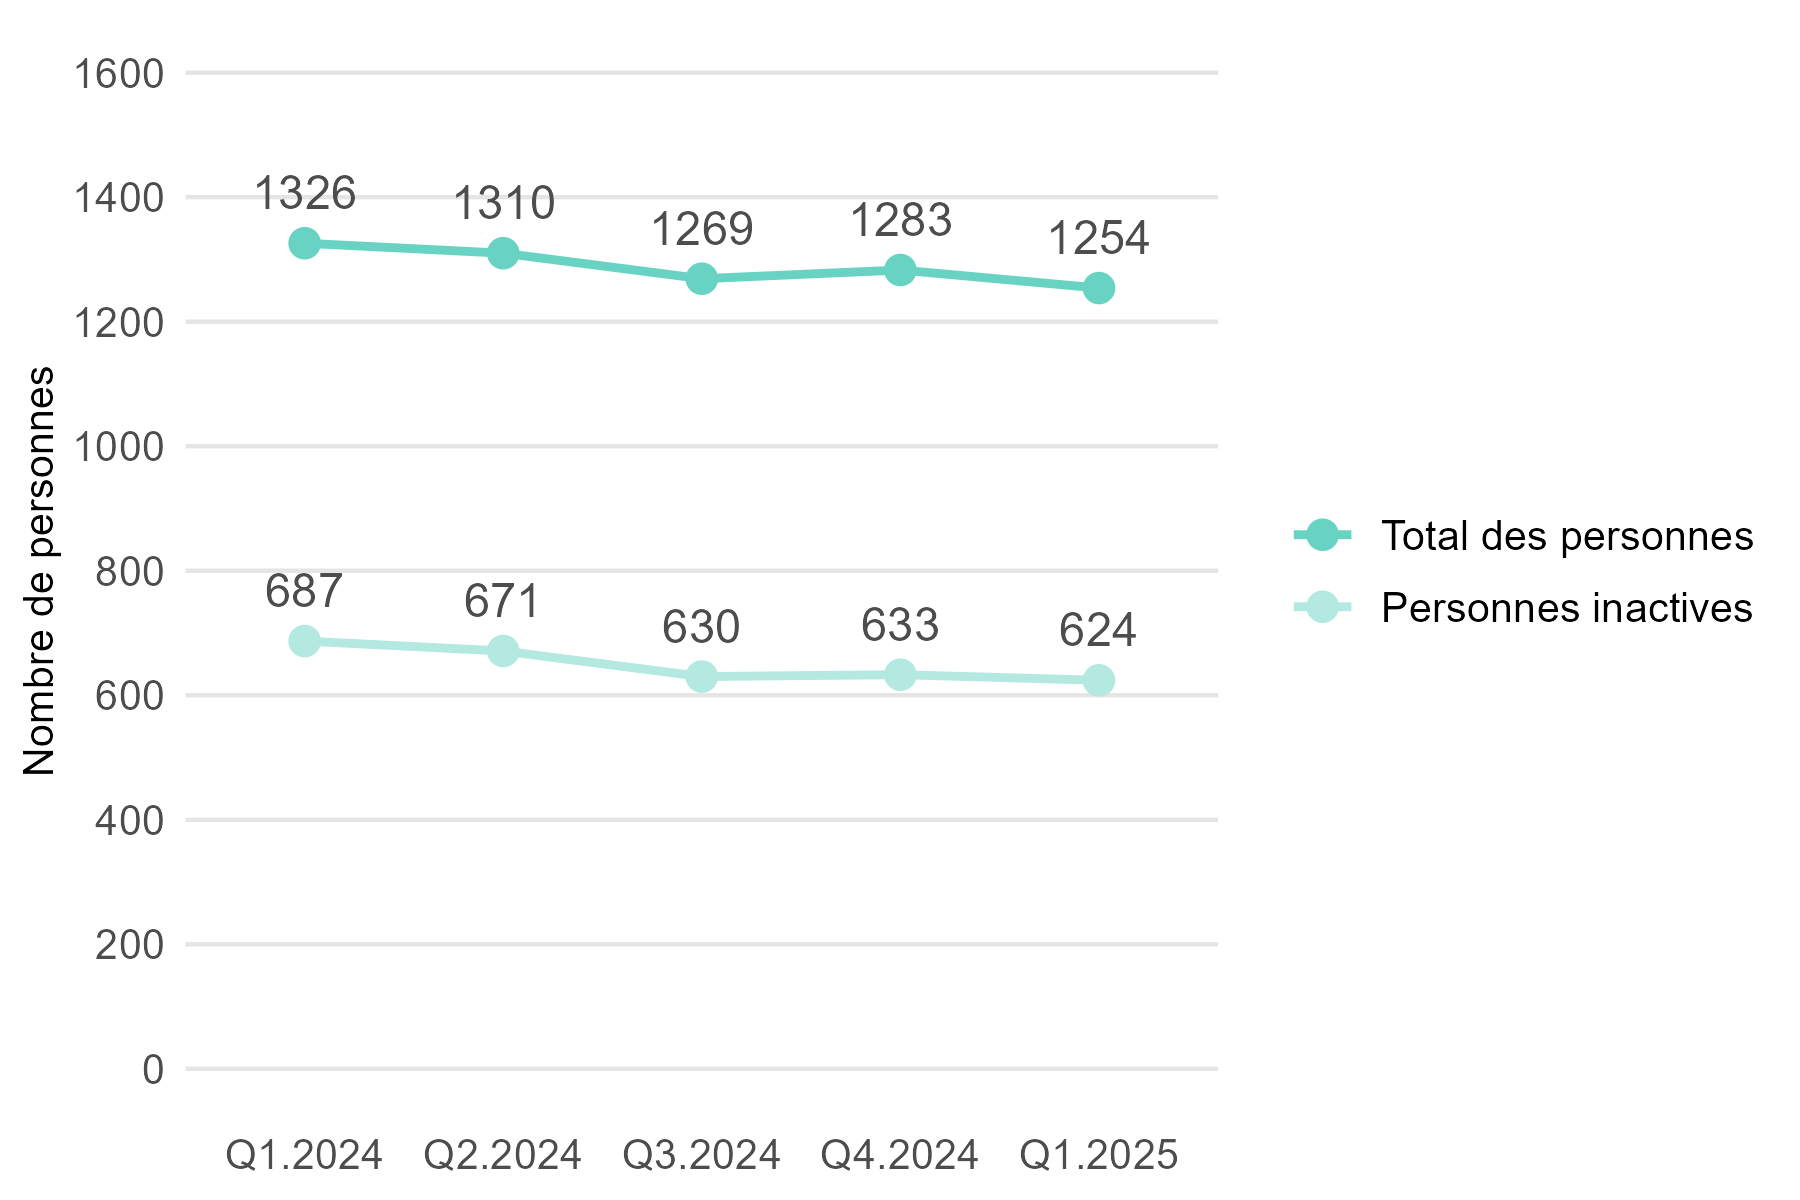 Nombre de personnes
1600
1400
1200
1000
800
600
400
200
0
1326
1310
1269
1283
1254
687
671
630
633
624
Q1.2024
Q2.2024
Q3.2024
Q4.2024
Q1.2025
Total des personnes
Personnes inactives